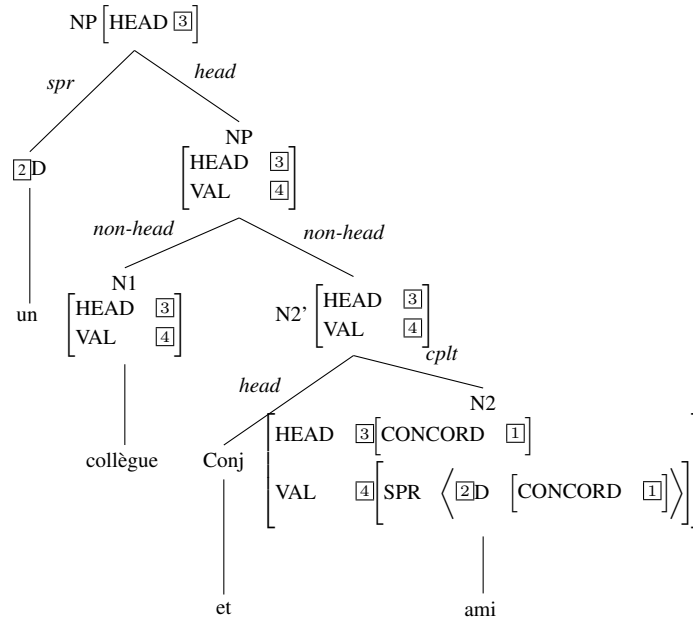 NP [HEAD 3]
spr head
2 D NP
[HEAD 3
VAL 4]
non-head non-head
un N1
[HEAD 3
VAL 4]
N2’ [HEAD 3
VAL 4]
head cplt
N2
collègue Conj [HEAD 3 [CONCORD 1]
VAL 4 [SPR ⟨ 2 D [CONCORD 1] ⟩]]
et ami